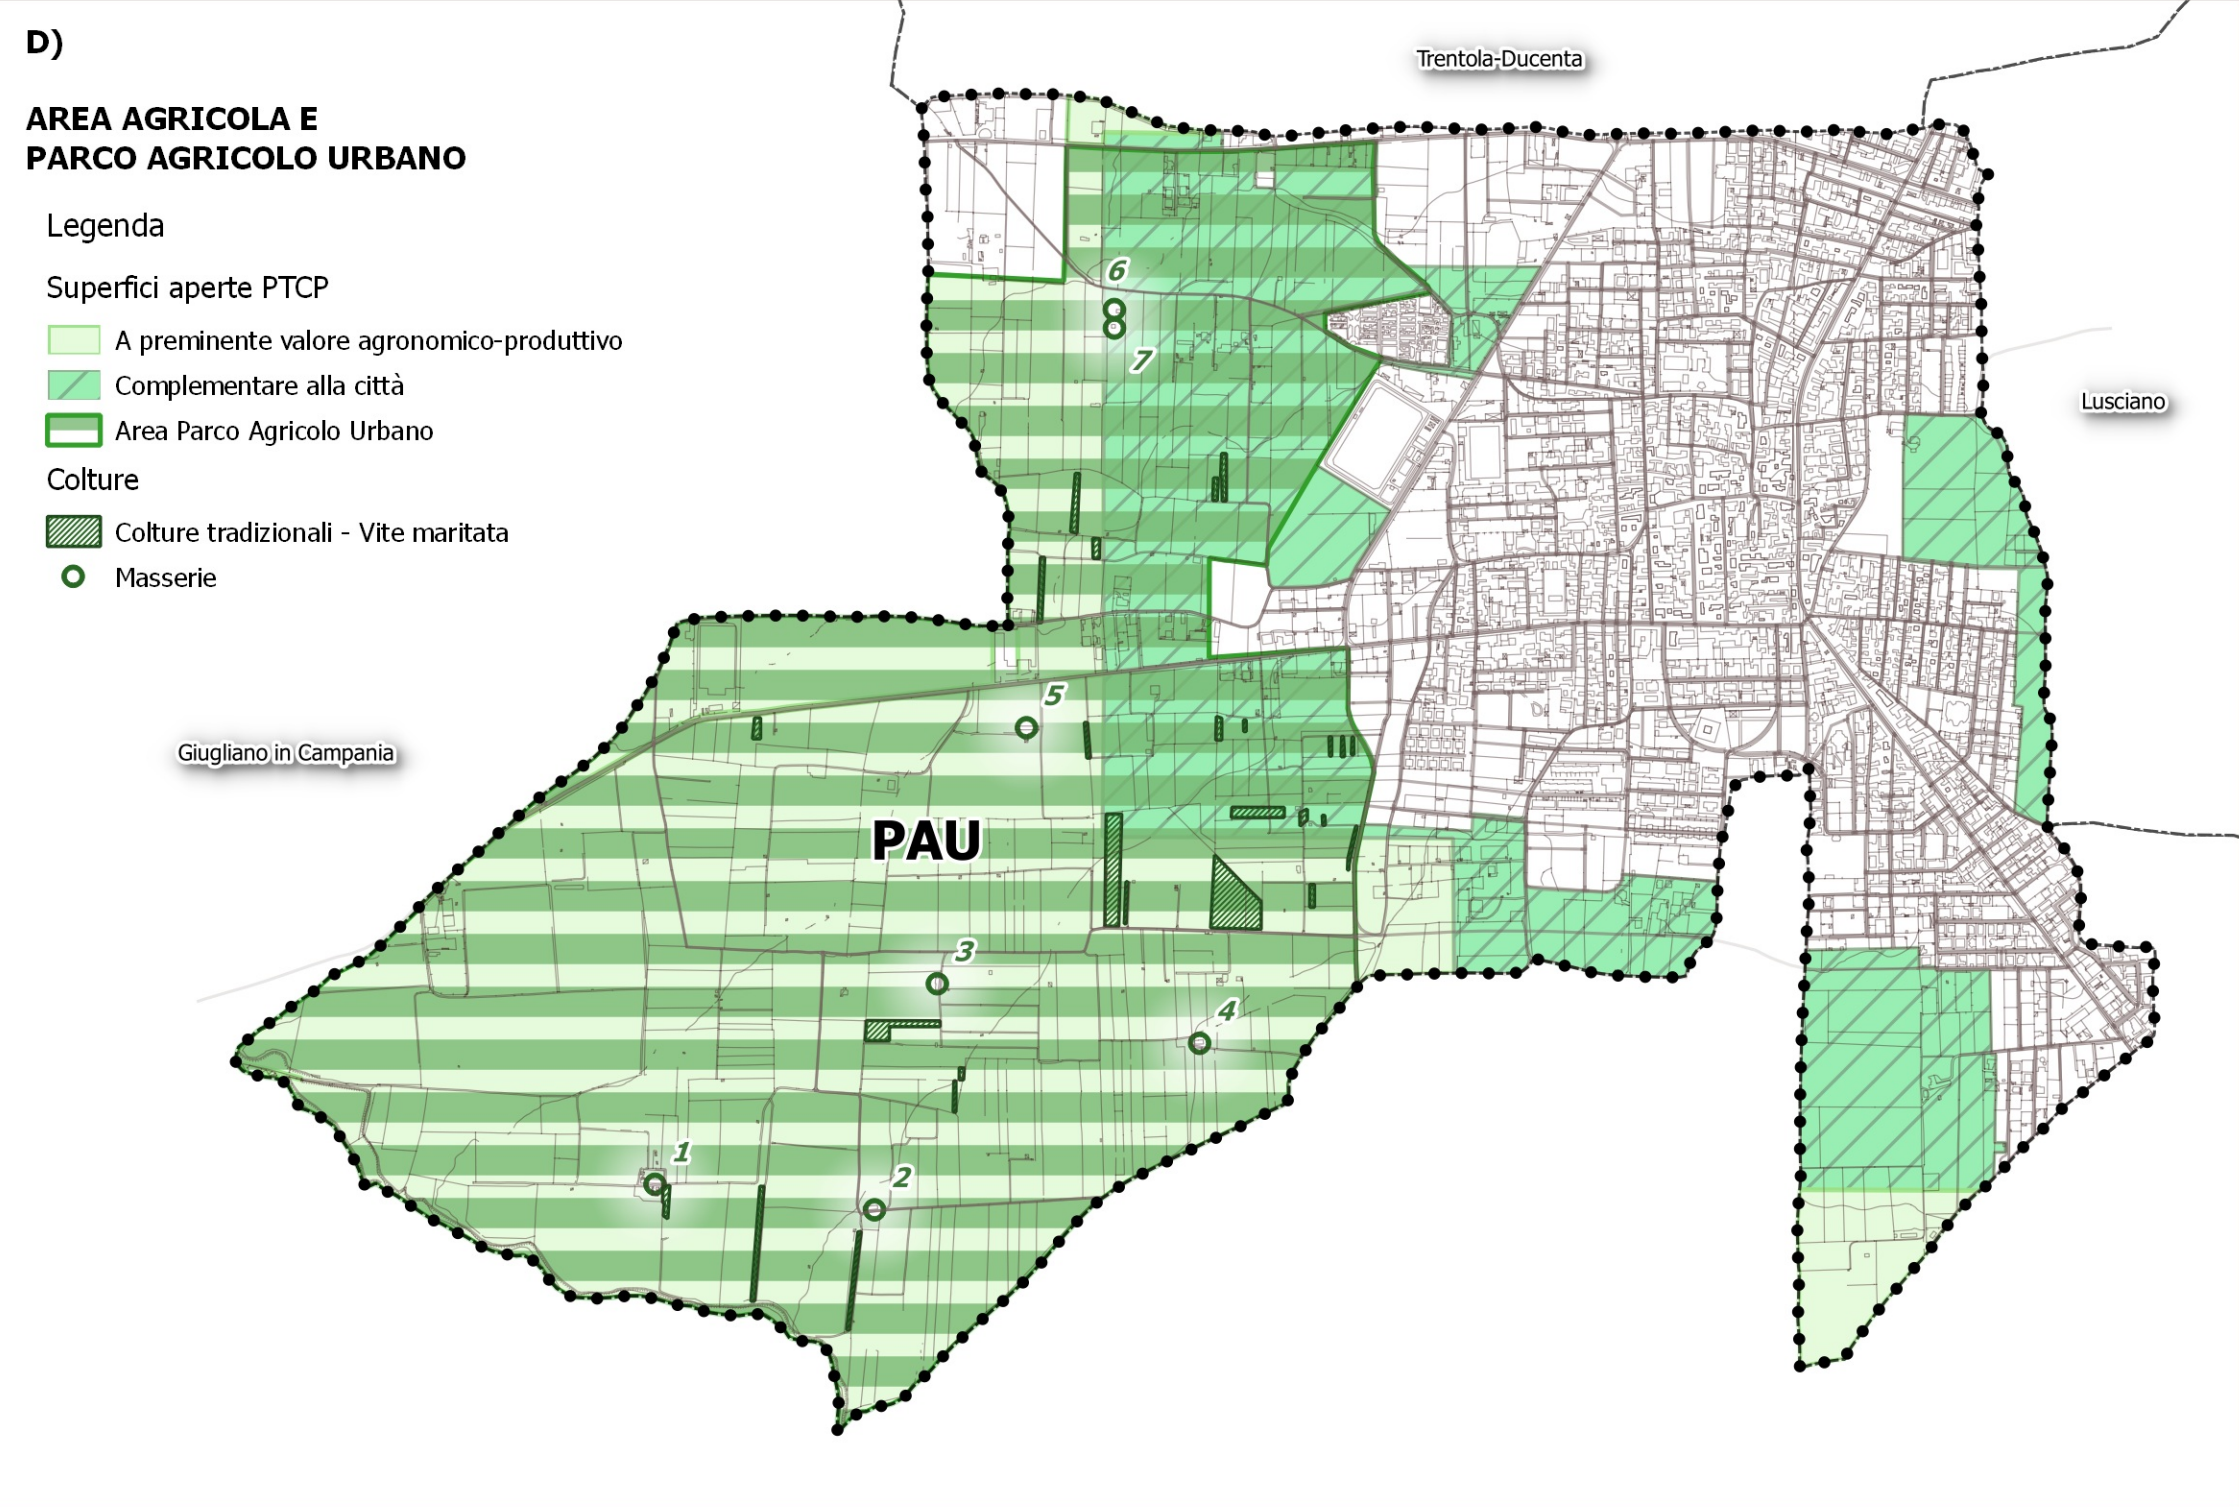 D)
AREA AGRICOLA E
PARCO AGRICOLO URBANO
Legenda
Superfici aperte PTCP
A preminente valore agronomico-produttivo
Complementare alla città
Area Parco Agricolo Urbano
Colture
Colture tradizionali - Vite maritata
Masserie
Trentola-Ducenta
Lusciano
Giugliano in Campania
6
7
5
PAU
3
4
1
2